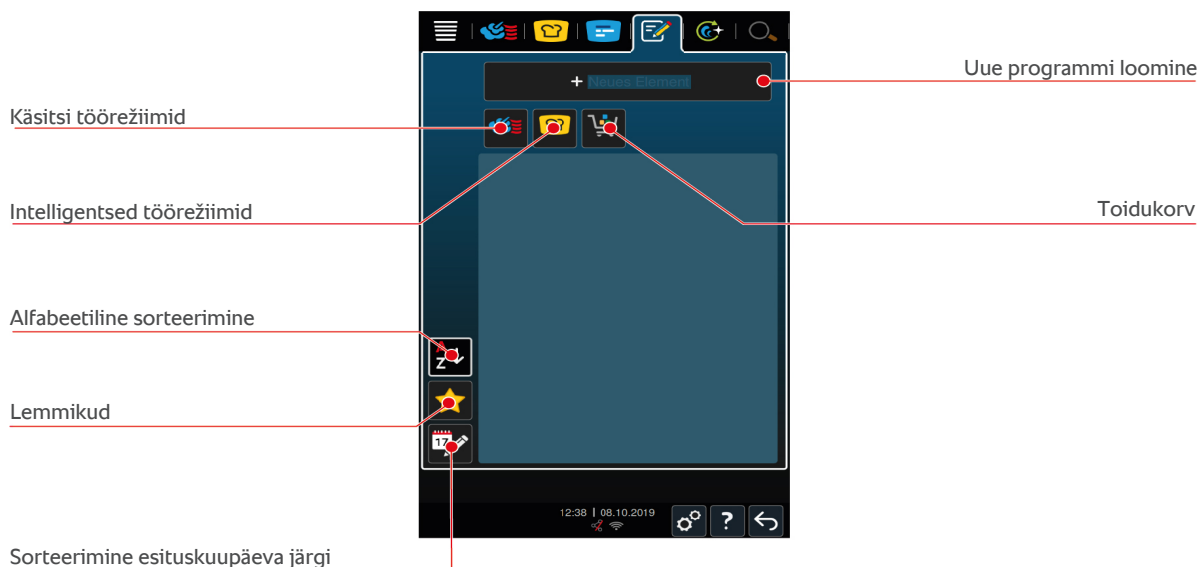 + Neues Element
Uue programmi loomine
Käsitsi töörežiimid
Intelligentsed töörežiimid
Toidukorv
Alfabeetiline sorteerimine
A
Z
Lemmikud
17
12:38 | 08.10.2019
?
Sorteerimine esituskuupäeva järgi